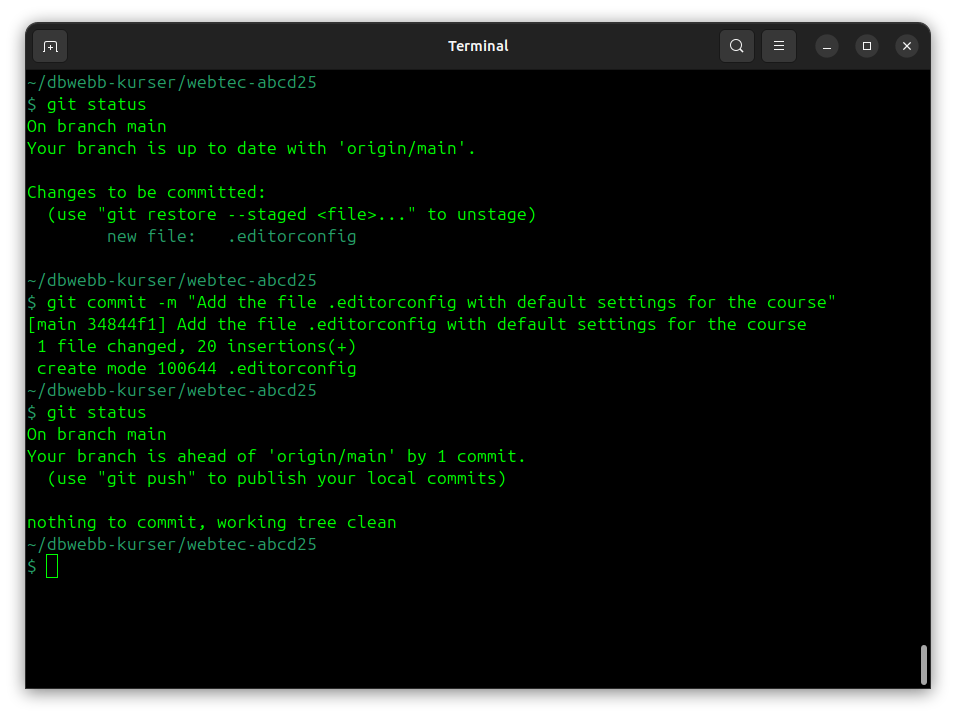 Terminal
~/dbwebb-kurser/webtec-abcd25
$ git status
On branch main
Your branch is up to date with 'origin/main'.
Changes to be committed:
  (use "git restore --staged <file>..." to unstage)
        new file:   .editorconfig
~/dbwebb-kurser/webtec-abcd25
$ git commit -m "Add the file .editorconfig with default settings for the course"
[main 34844f1] Add the file .editorconfig with default settings for the course
 1 file changed, 20 insertions(+)
 create mode 100644 .editorconfig
~/dbwebb-kurser/webtec-abcd25
$ git status
On branch main
Your branch is ahead of 'origin/main' by 1 commit.
  (use "git push" to publish your local commits)
nothing to commit, working tree clean
~/dbwebb-kurser/webtec-abcd25
$